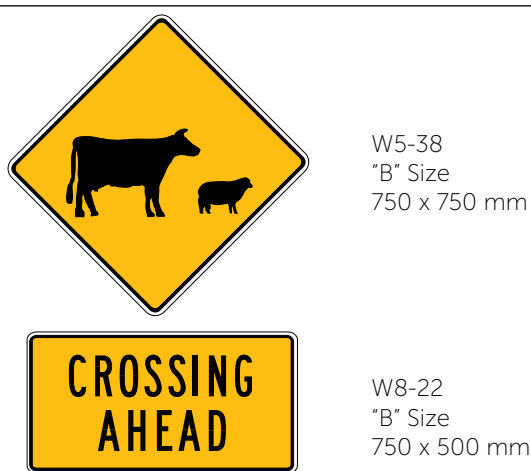 W5-38
“B” Size
750 x 750 mm
CROSSING
AHEAD
W8-22
“B” Size
750 x 500 mm